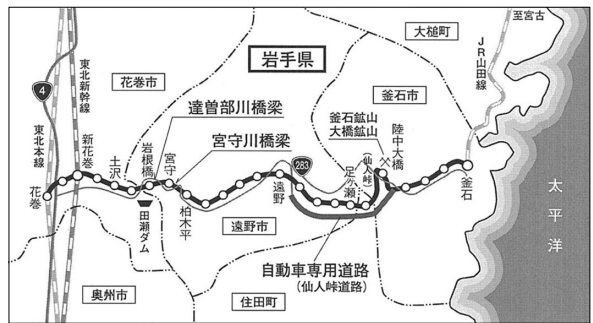 至宮古
大槌町
JR山田線
岩手県
4
東北新幹線
花巻市
釜石市
達曽部川橋梁
釜石鉱山
大橋鉱山
陸中大橋
東北本線
新花巻
岩根橋
宮守
宮守川橋梁
283
足ヶ瀬
(仙人峠)
土沢
花巻
遠野
釜石
柏木平
田瀬ダム
遠野市
太平洋
自動車専用道路
(仙人峠道路)
奥州市
住田町